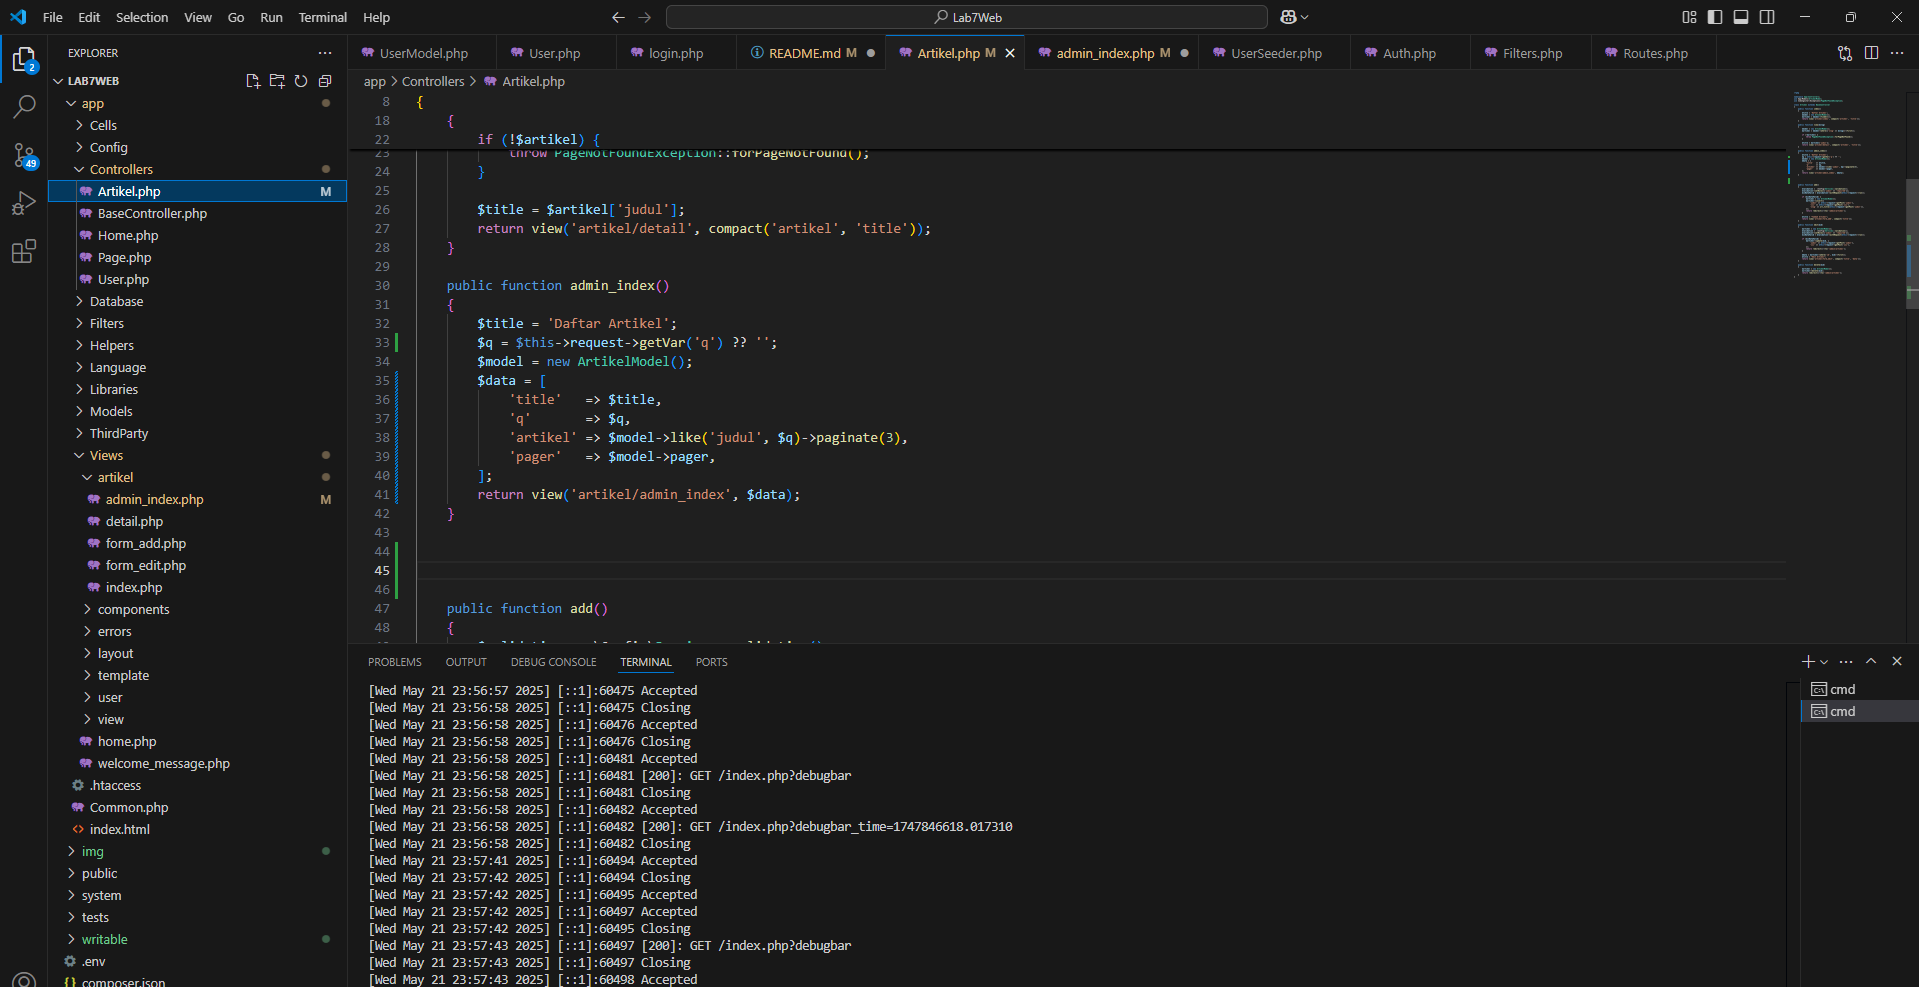 File Edit Selection View Go Run Terminal Help
Lab7Web
EXPLORER
LAB7WEB
app
Cells
Config
Controllers
Artikel.php M
BaseController.php
Home.php
Page.php
User.php
Database
Filters
Helpers
Language
Libraries
Models
ThirdParty
Views
artikel
admin_index.php M
detail.php
form_add.php
form_edit.php
index.php
components
errors
layout
template
user
view
home.php
welcome_message.php
.htaccess
Common.php
index.html
img
public
system
tests
writable
.env
composer.json
2
49
UserModel.php User.php login.php README.md M Artikel.php M admin_index.php M UserSeeder.php Auth.php Filters.php Routes.php
app > Controllers > Artikel.php
8 {
18 {
22 if (!$artikel) {
23 throw PageNotFoundException::forPageNotFound();
24 }
25
26 $title = $artikel['judul'];
27 return view('artikel/detail', compact('artikel', 'title'));
28 }
29
30 public function admin_index()
31 {
32 $title = 'Daftar Artikel';
33 $q = $this->request->getVar('q') ?? '';
34 $model = new ArtikelModel();
35 $data = [
36 'title' => $title,
37 'q' => $q,
38 'artikel' => $model->like('judul', $q)->paginate(3),
39 'pager' => $model->pager,
40 ];
41 return view('artikel/admin_index', $data);
42 }
43
44
45
46
47 public function add()
48 {
PROBLEMS OUTPUT DEBUG CONSOLE TERMINAL PORTS
[Wed May 21 23:56:57 2025] [::1]:60475 Accepted
[Wed May 21 23:56:58 2025] [::1]:60475 Closing
[Wed May 21 23:56:58 2025] [::1]:60476 Accepted
[Wed May 21 23:56:58 2025] [::1]:60476 Closing
[Wed May 21 23:56:58 2025] [::1]:60481 Accepted
[Wed May 21 23:56:58 2025] [::1]:60481 [200]: GET /index.php?debugbar
[Wed May 21 23:56:58 2025] [::1]:60481 Closing
[Wed May 21 23:56:58 2025] [::1]:60482 Accepted
[Wed May 21 23:56:58 2025] [::1]:60482 [200]: GET /index.php?debugbar_time=1747846618.017310
[Wed May 21 23:56:58 2025] [::1]:60482 Closing
[Wed May 21 23:57:41 2025] [::1]:60494 Accepted
[Wed May 21 23:57:42 2025] [::1]:60494 Closing
[Wed May 21 23:57:42 2025] [::1]:60495 Accepted
[Wed May 21 23:57:42 2025] [::1]:60497 Accepted
[Wed May 21 23:57:42 2025] [::1]:60495 Closing
[Wed May 21 23:57:43 2025] [::1]:60497 [200]: GET /index.php?debugbar
[Wed May 21 23:57:43 2025] [::1]:60497 Closing
[Wed May 21 23:57:43 2025] [::1]:60498 Accepted
cmd
cmd